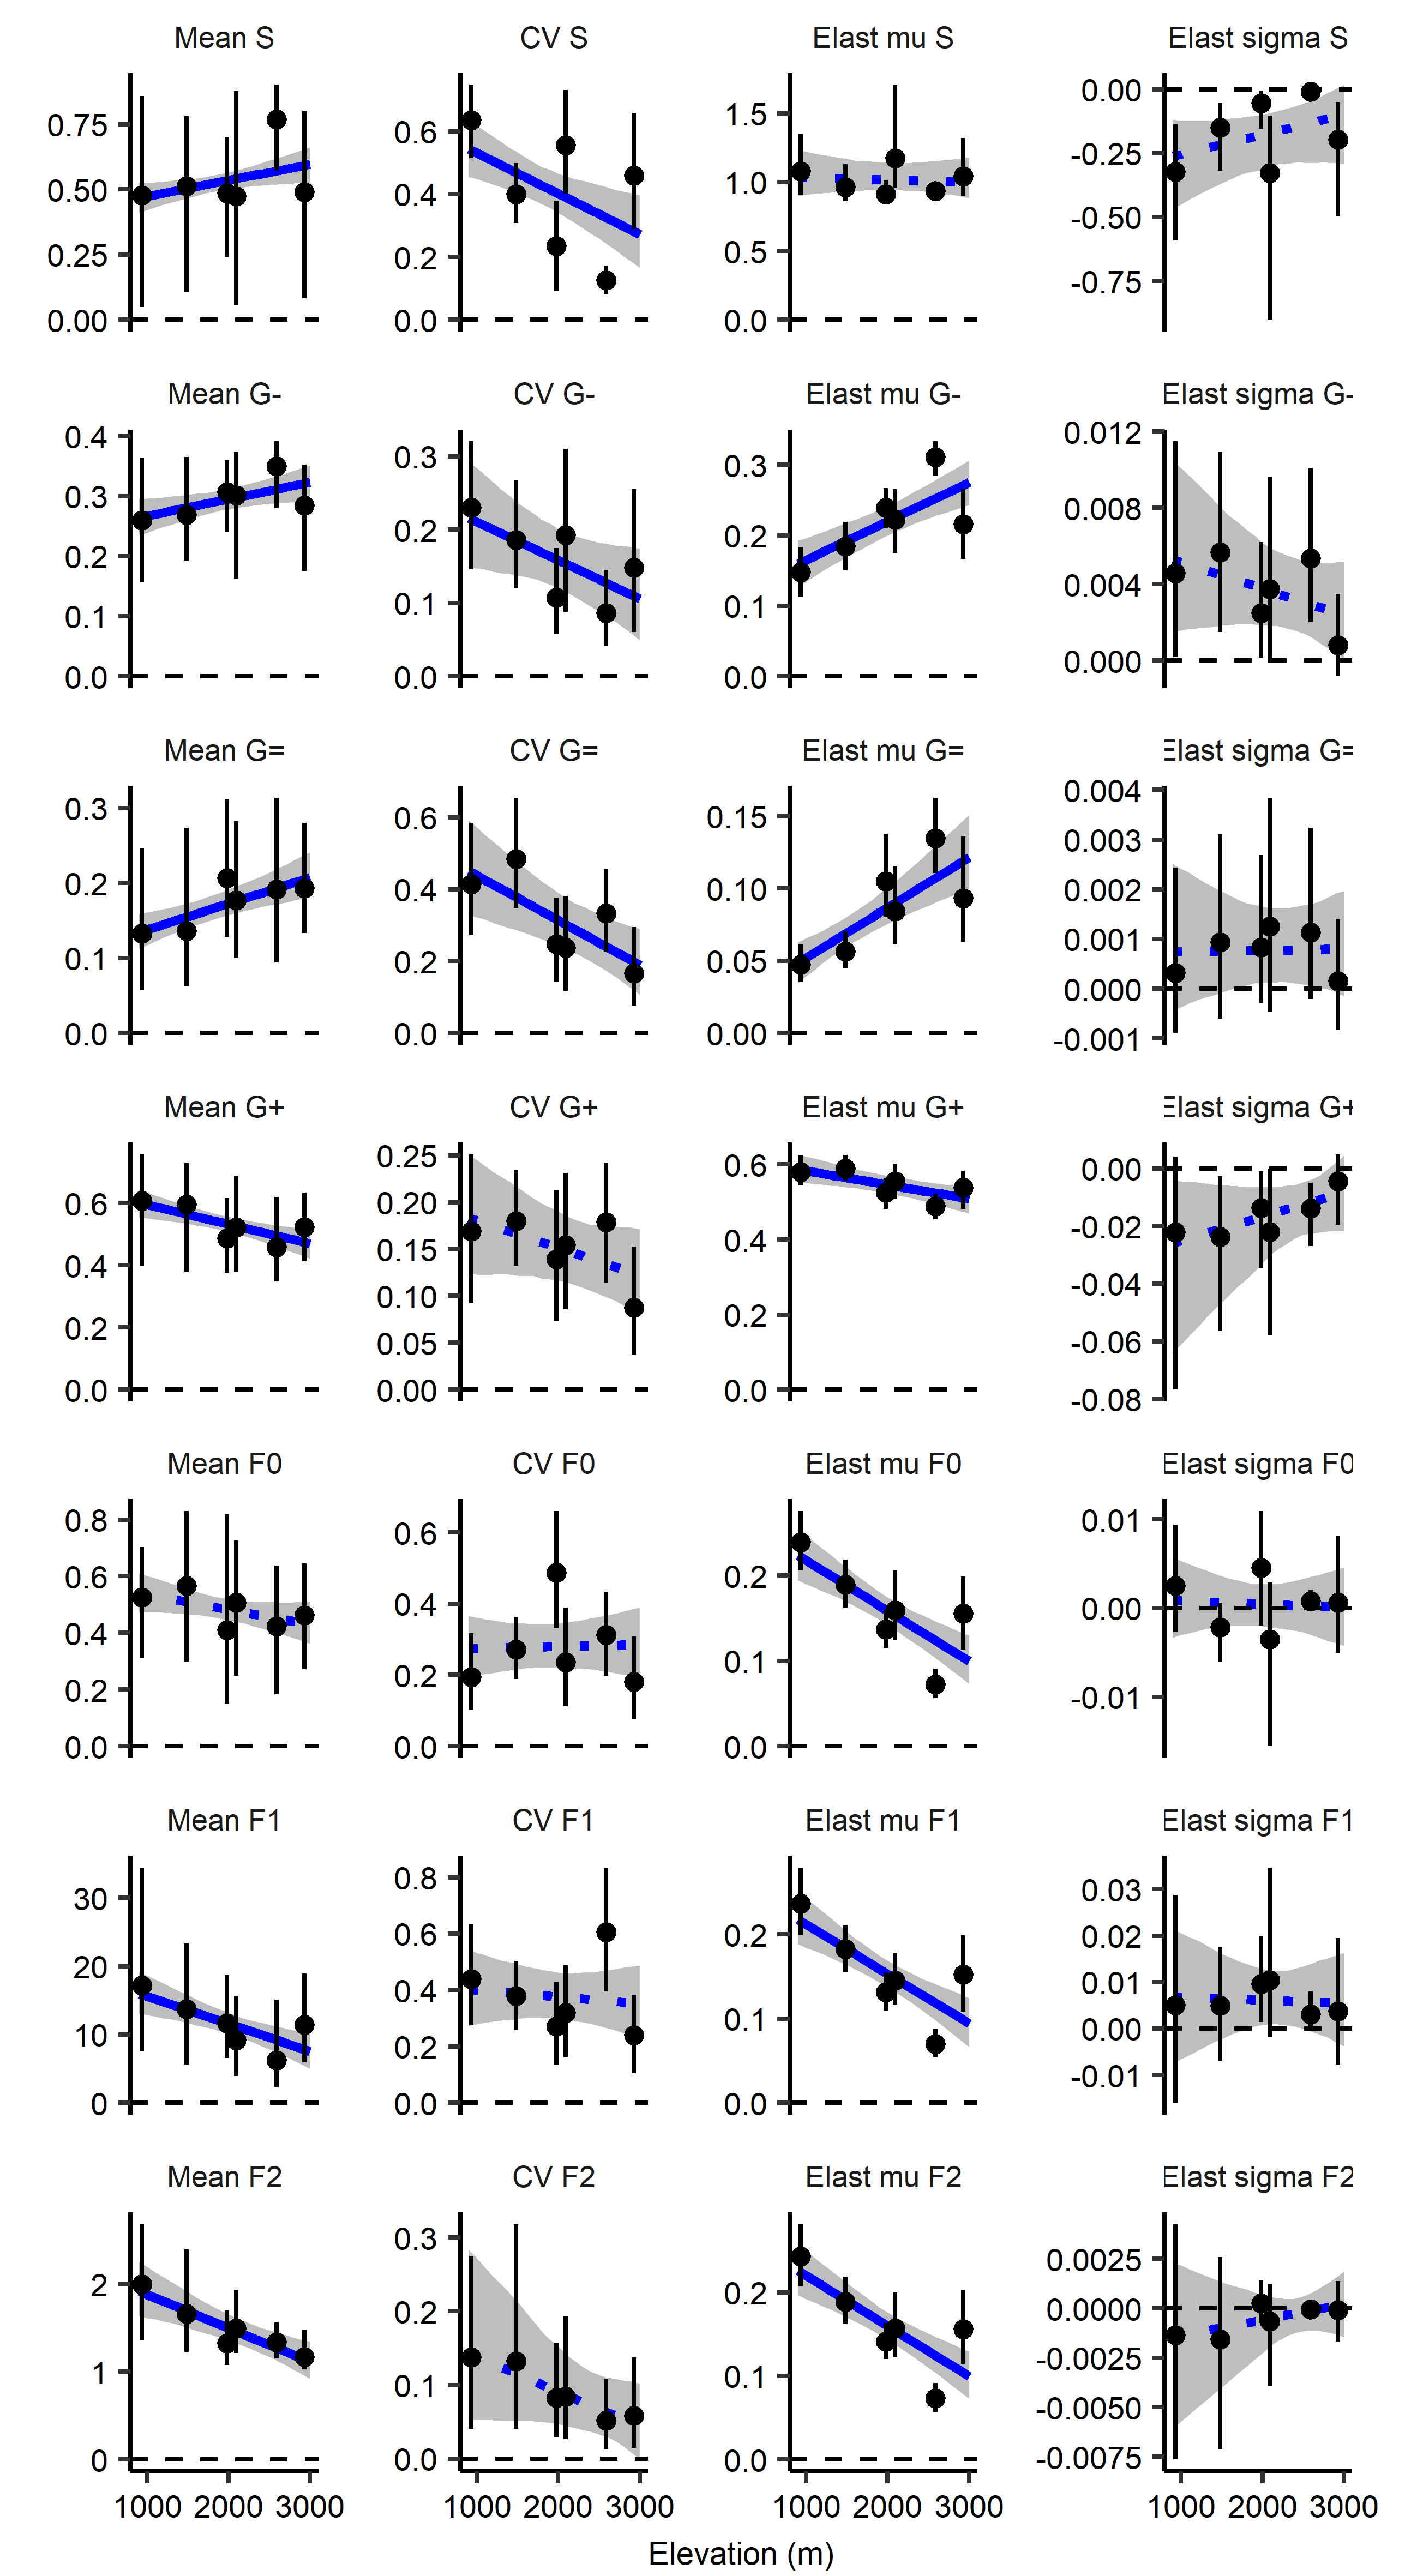 Mean S CV S Elast mu S Elast sigma S
0.75 0.6 1.5 0.00
0.50 0.4 1.0 -0.25
0.25 0.2 0.5 -0.50
0.00 0.0 0.0 -0.75
Mean G- CV G- Elast mu G- Elast sigma G-
0.4 0.3 0.3 0.012
0.3 0.2 0.2 0.008
0.2 0.1 0.1 0.004
0.1 0.0 0.0 0.000
0.0
Mean G= CV G= Elast mu G= Elast sigma G=
0.3 0.6 0.15 0.004
0.2 0.4 0.10 0.003
0.1 0.2 0.05 0.002
0.0 0.0 0.00 0.001
0.000
-0.001
Mean G+ CV G+ Elast mu G+ Elast sigma G+
0.6 0.25 0.6 0.00
0.4 0.20 0.4 -0.02
0.2 0.15 0.2 -0.04
0.0 0.10 0.0 -0.06
0.05 -0.08
0.00
Mean F0 CV F0 Elast mu F0 Elast sigma F0
0.8 0.6 0.2 0.01
0.6 0.4 0.1 0.00
0.4 0.2 0.0 -0.01
0.2 0.0
0.0
Mean F1 CV F1 Elast mu F1 Elast sigma F1
30 0.8 0.2 0.03
20 0.6 0.1 0.02
10 0.4 0.0 0.01
0 0.2 0.00
0.0 -0.01
Mean F2 CV F2 Elast mu F2 Elast sigma F2
2 0.3 0.2 0.0025
1 0.2 0.1 0.0000
0 0.1 0.0 -0.0025
0.0 -0.0050
-0.0075
1000 2000 3000 1000 2000 3000 1000 2000 3000 1000 2000 3000
Elevation (m)